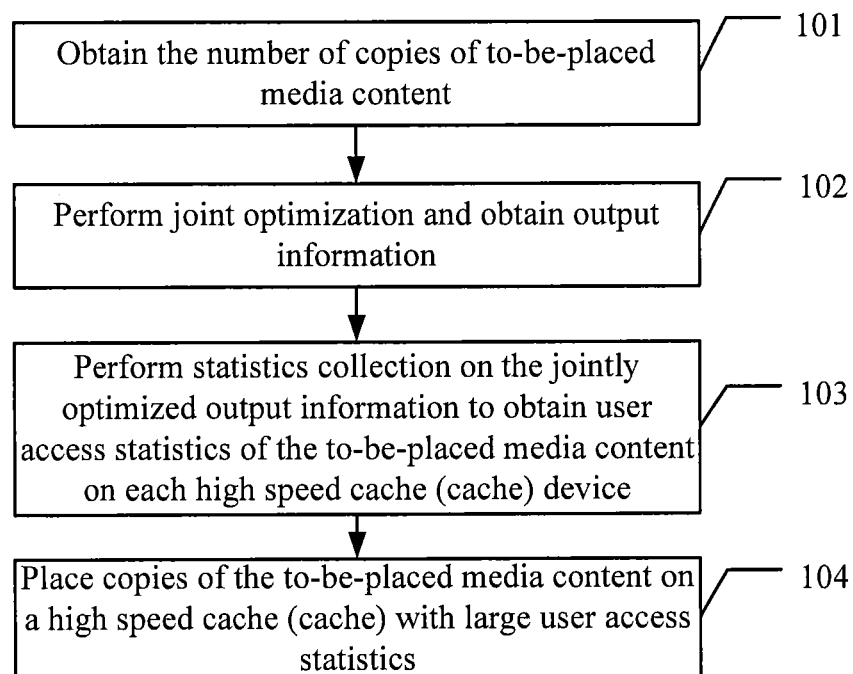 101
Obtain the number of copies of to-be-placed
media content
102
Perform joint optimization and obtain output
information
103
Perform statistics collection on the jointly
optimized output information to obtain user
access statistics of the to-be-placed media content
on each high speed cache (cache) device
104
Place copies of the to-be-placed media content on
a high speed cache (cache) with large user access
statistics